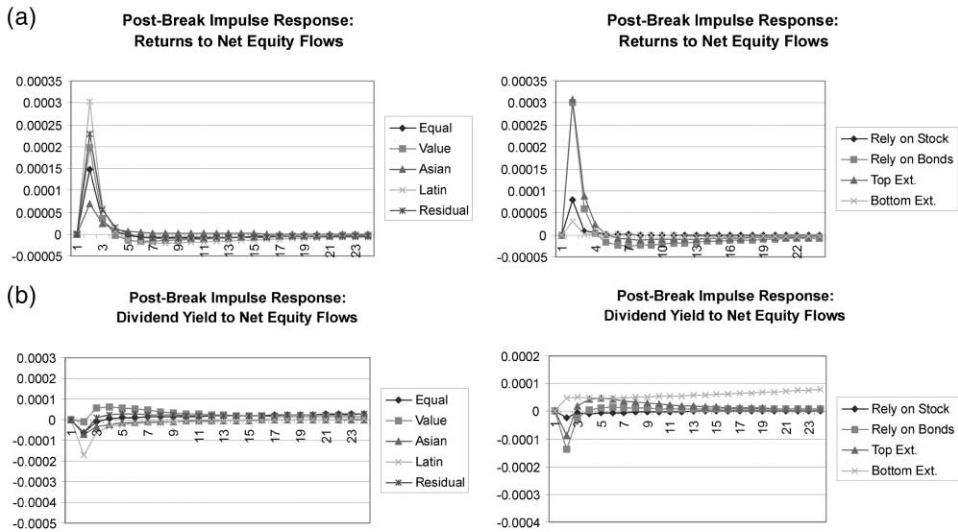 (a)
Post-Break Impulse Response:
Returns to Net Equity Flows
0.00035
0.0003
0.00025
0.0002
0.00015
0.0001
0.00005
0
-0.00005
1 3 5 7 9 11 13 15 17 19 21 23
Equal
Value
Asian
Latin
Residual
Post-Break Impulse Response:
Returns to Net Equity Flows
0.00035
0.0003
0.00025
0.0002
0.00015
0.0001
0.00005
0
-0.00005
1 4 7 10 13 16 19 22
Rely on Stock
Rely on Bonds
Top Ext.
Bottom Ext.
(b)
Post-Break Impulse Response:
Dividend Yield to Net Equity Flows
0.0003
0.0002
0.0001
0
-0.0001
-0.0002
-0.0003
-0.0004
-0.0005
1 3 5 7 9 11 13 15 17 19 21 23
Equal
Value
Asian
Latin
Residual
Post-Break Impulse Response:
Dividend Yield to Net Equity Flows
0.0002
0.0001
0
-0.0001
-0.0002
-0.0003
-0.0004
1 3 5 7 9 11 13 15 17 19 21 23
Rely on Stock
Rely on Bonds
Top Ext.
Bottom Ext.